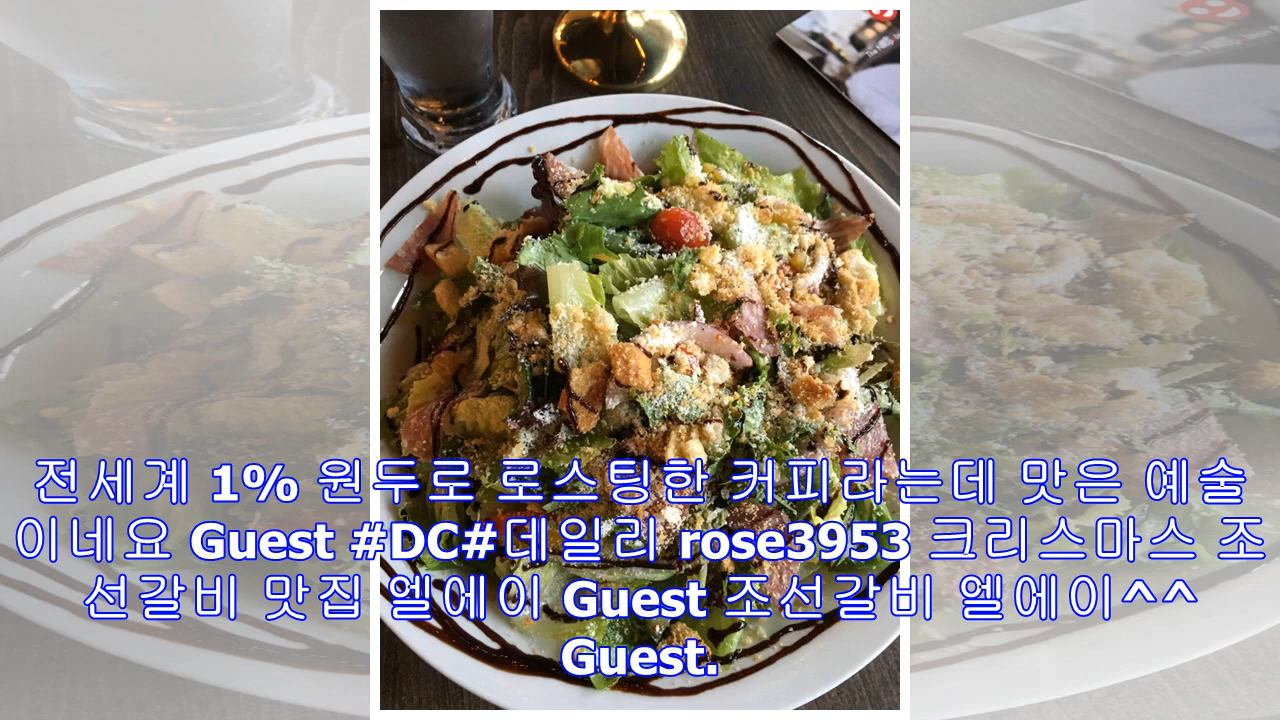 전세계 1% 원두로 로스팅한 커피라는데 맛은 예술
이네요 Guest #DC#데일리 rose3953 크리스마스 조
선갈비 맛집 엘에이 Guest 조선갈비 엘에이^^
Guest.